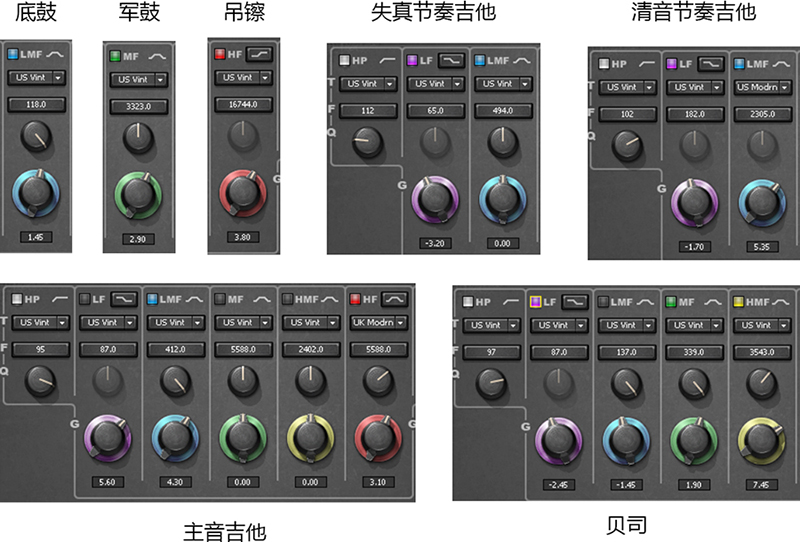 底鼓 军鼓 吊镲 失真节奏吉他 清音节奏吉他
LMF
US Vint
118.0
1.45
MF
US Vint
3323.0
2.90
HF
US Vint
16744.0
G
3.80
HP LF LMF
T US Vint US Vint US Vint
F 112 65.0 494.0
Q
G
-3.20 0.00
HP LF LMF
T US Vint US Vint US Modrn
F 102 182.0 2305.0
Q
G
-1.70 5.35
HP LF LMF MF HMF HF
T US Vint US Vint US Vint US Vint US Vint UK Modrn
F 95 87.0 412.0 5588.0 2402.0 5588.0
Q
G G
5.60 4.30 0.00 0.00 3.10
主音吉他
HP LF LMF MF HMF
T US Vint US Vint US Vint US Vint US Vint
F 97 87.0 137.0 339.0 3543.0
Q
G
-2.45 -1.45 1.90 7.45
贝司